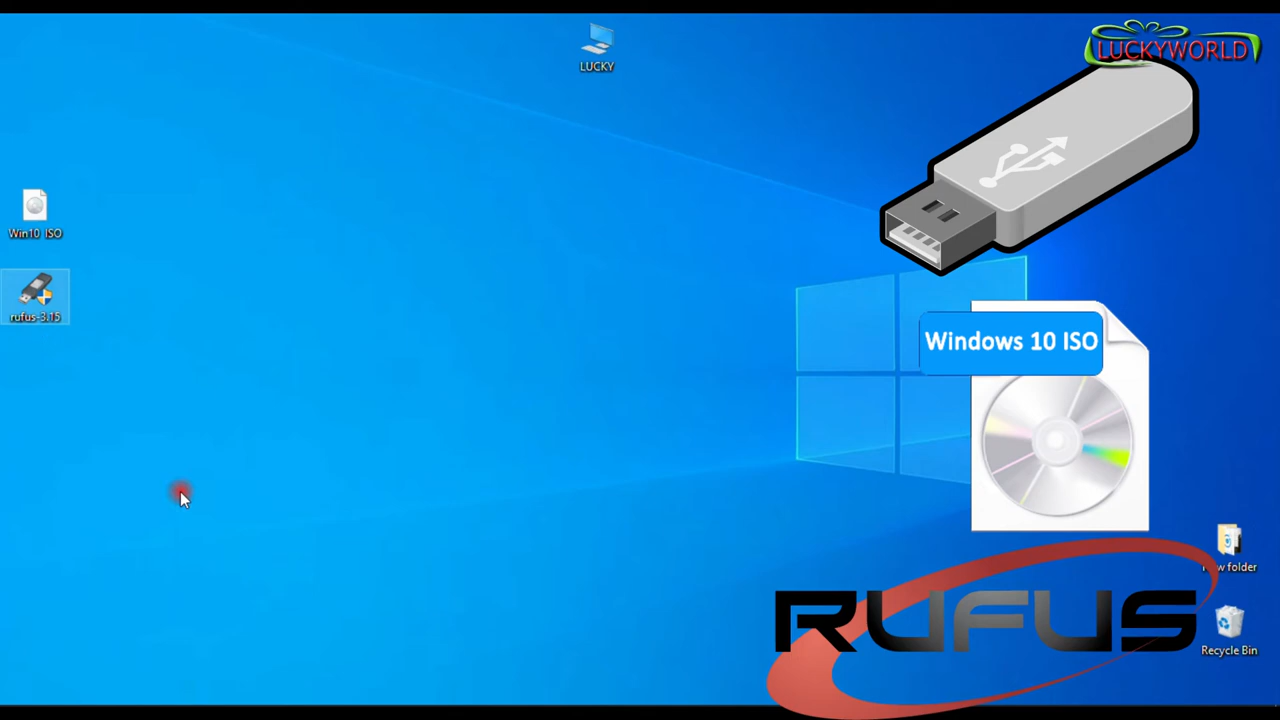 LUCKY
LUCKYWORLD
Win10 ISO
rufus-3.15
Windows 10 ISO
w folder
RUFUS
Recycle Bin